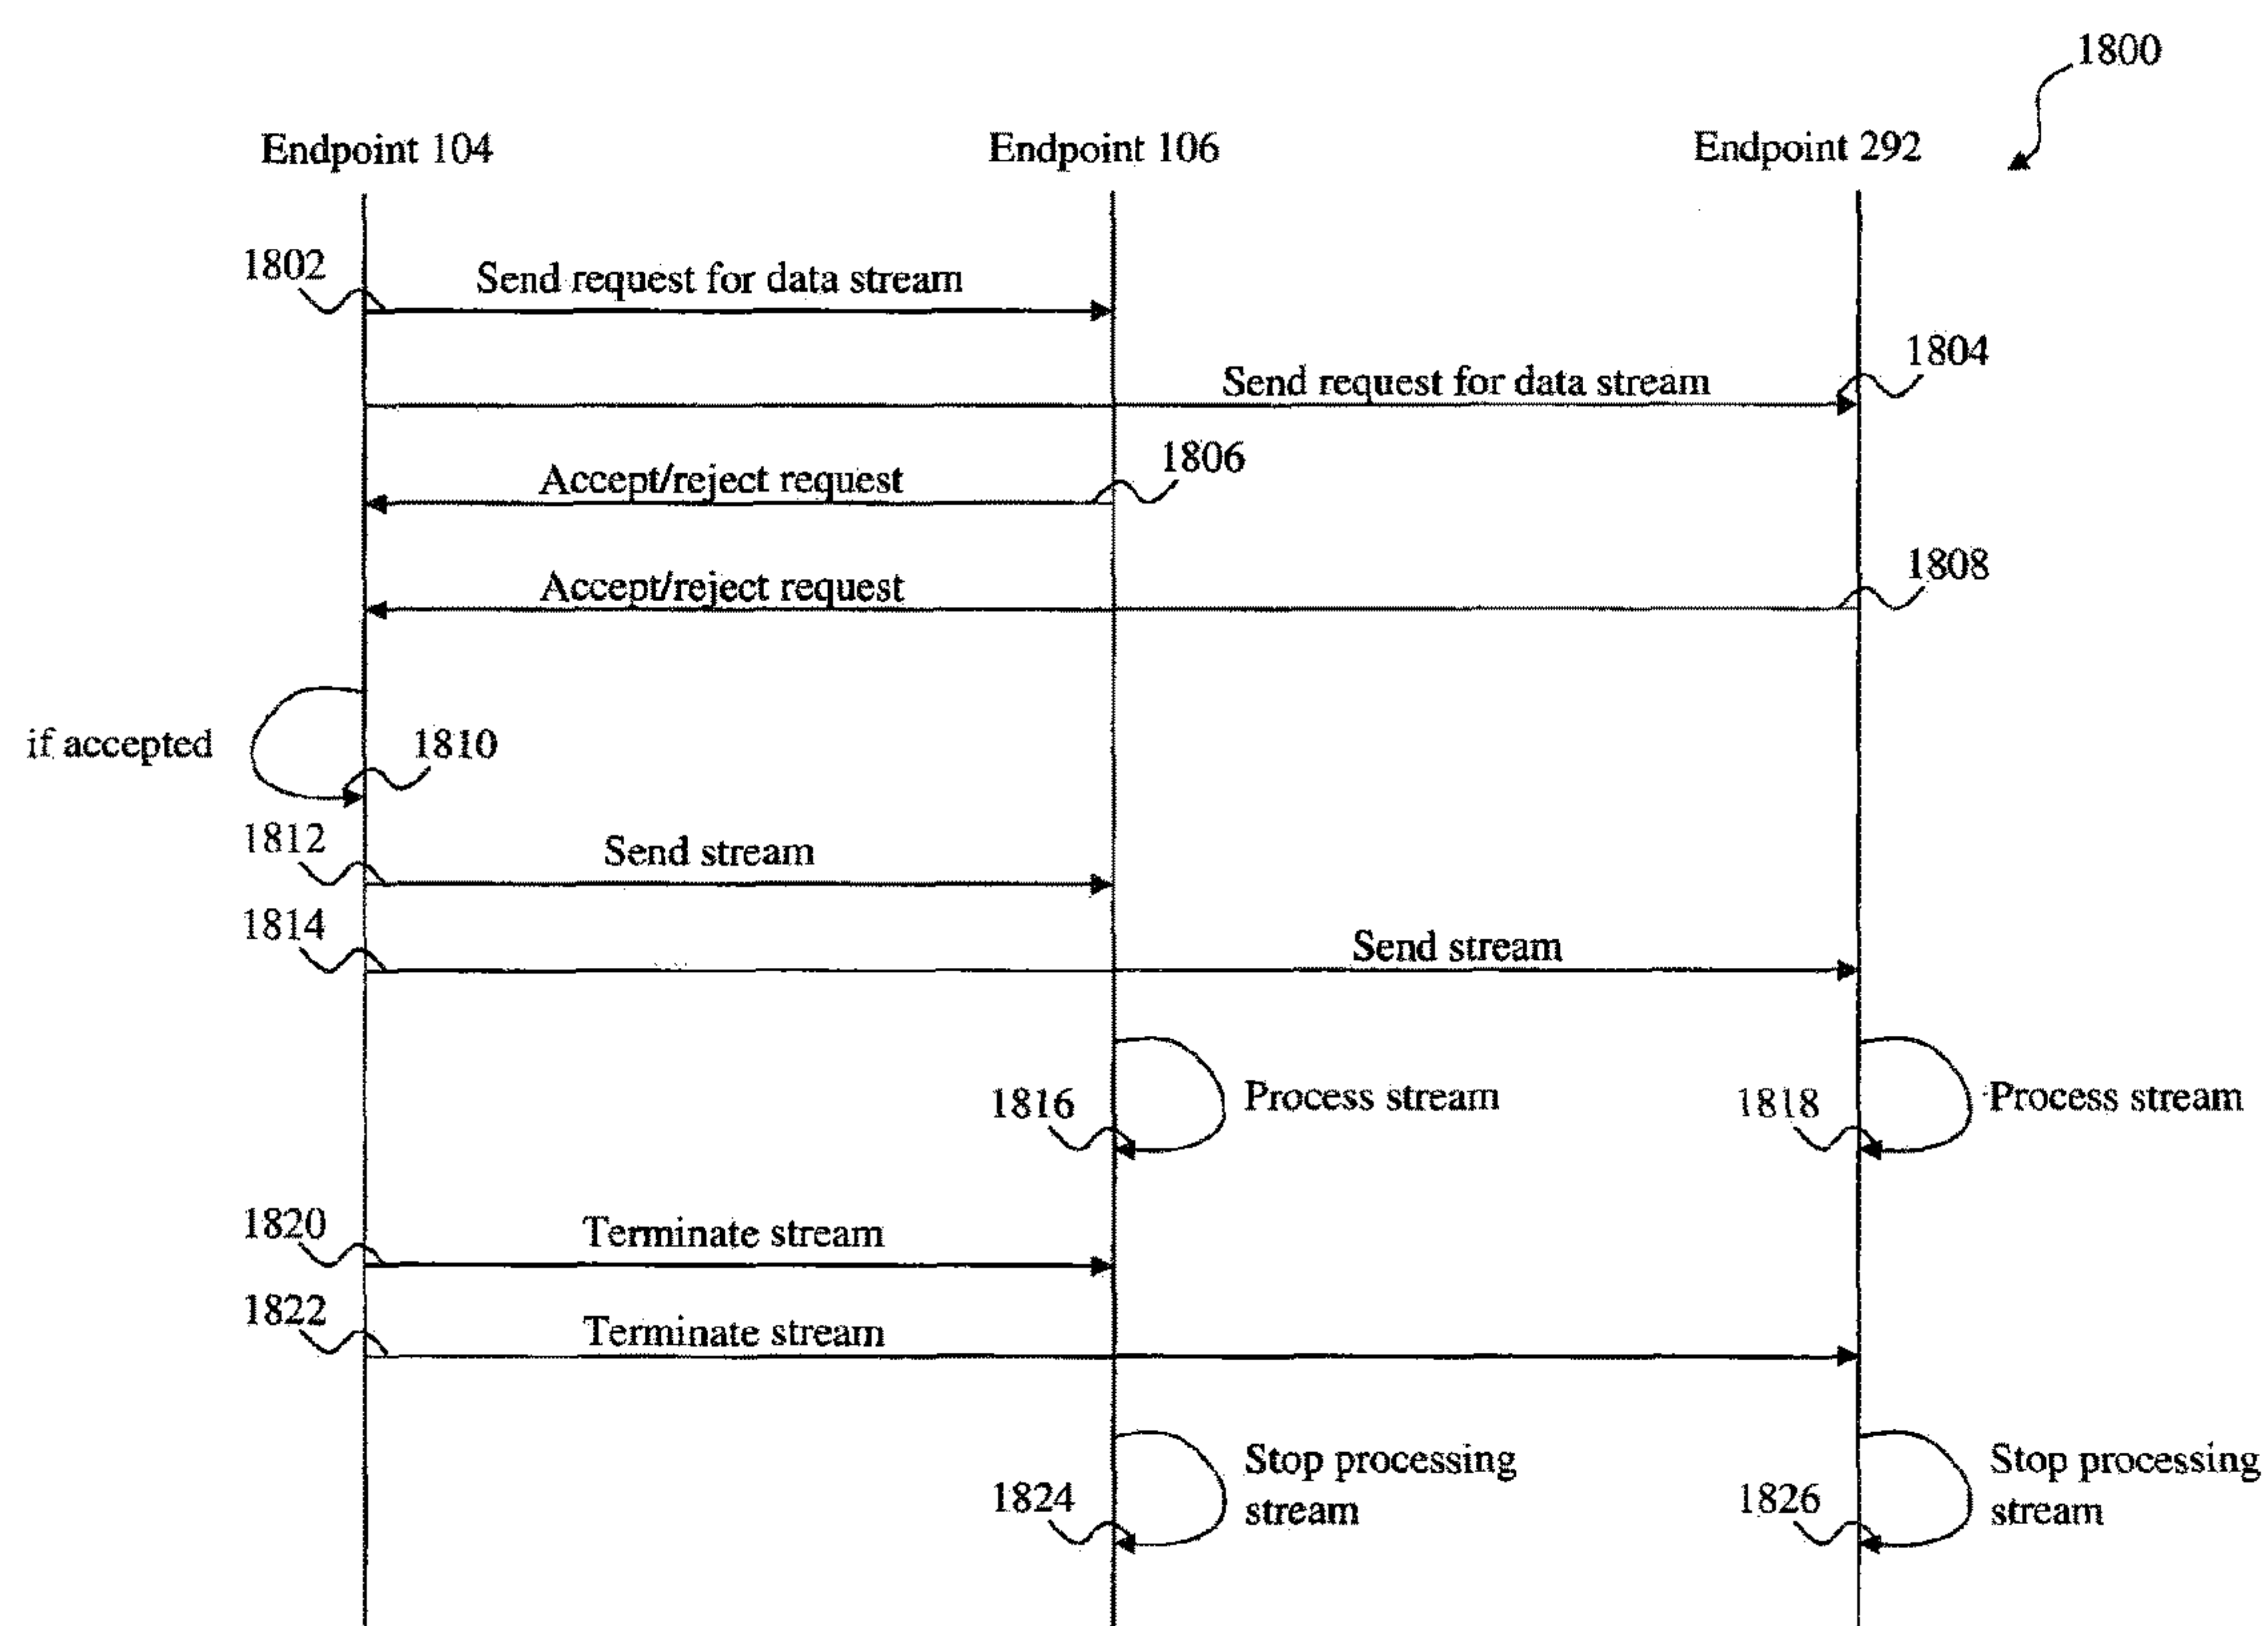 1800
Endpoint 104
Endpoint 106
Endpoint 292
1802
Send request for data stream
Send request for data stream
1804
Accept/reject request
1806
Accept/reject request
1808
if accepted
1810
1812
Send stream
1814
Send stream
1816
Process stream
1818
Process stream
1820
Terminate stream
1822
Terminate stream
1824
Stop processing
stream
1826
Stop processing
stream